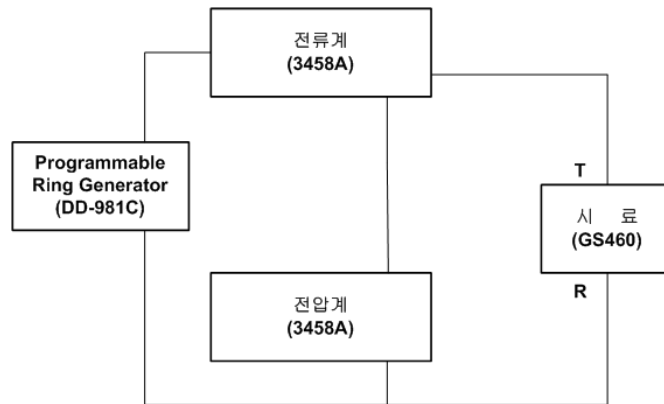 전류계
(3458A)
Programmable
Ring Generator
(DD-981C)
T
시 료
(GS460)
R
전압계
(3458A)